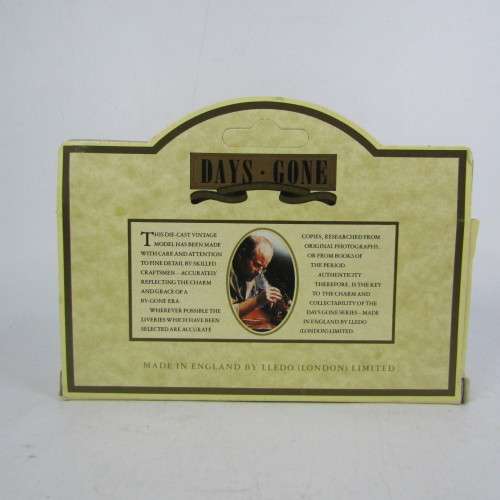 DAYS · GONE
THIS DIE-CAST VINTAGE
MODEL HAS BEEN MADE
WITH CARE AND ATTENTION
TO FINE DETAIL BY SKILLED
CRAFTSMEN – ACCURATELY
REFLECTING THE CHARM
AND GRACE OF A
BY-GONE ERA.
WHEREVER POSSIBLE THE
LIVERIES WHICH HAVE BEEN
SELECTED ARE ACCURATE
COPIES, RESEARCHED FROM
ORIGINAL PHOTOGRAPHS,
OR FROM BOOKS OF
THE PERIOD.
AUTHENTICITY
THEREFORE, IS THE KEY
TO THE CHARM AND
COLLECTABILITY OF THE
DAYS GONE SERIES – MADE
IN ENGLAND BY LLEDO
(LONDON) LIMITED.
MADE IN ENGLAND BY LLEDO (LONDON) LIMITED